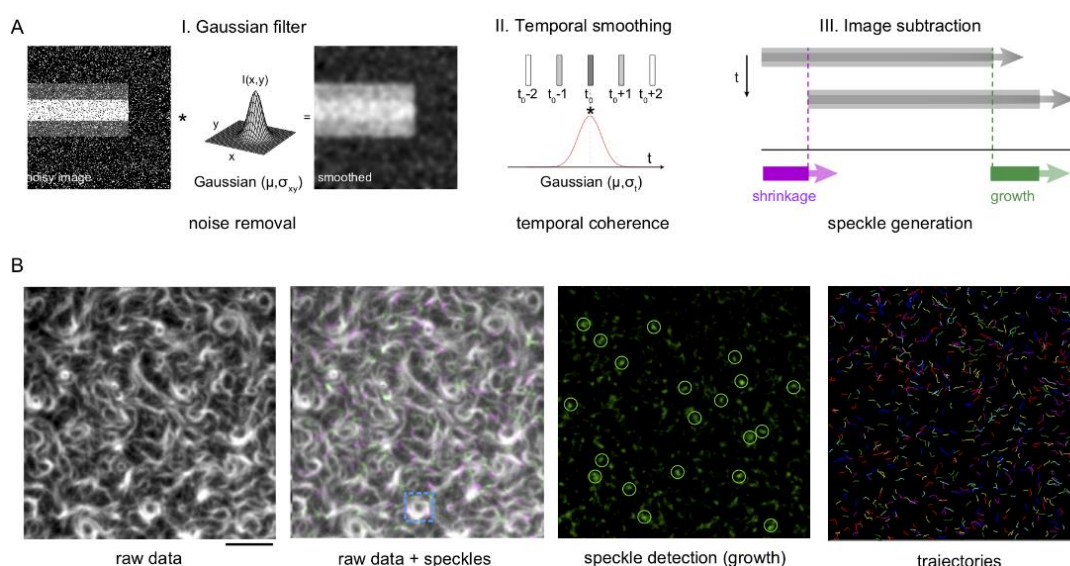 A
I. Gaussian filter
II. Temporal smoothing
III. Image subtraction
I(x,y)
y
x
*
=
noisy image
smoothed
Gaussian (μ,σxy)
noise removal
t0-2 t0-1 t0 t0+1 t0+2
*
t
Gaussian (μ,σt)
temporal coherence
t
shrinkage
growth
speckle generation
B
raw data
raw data + speckles
speckle detection (growth)
trajectories